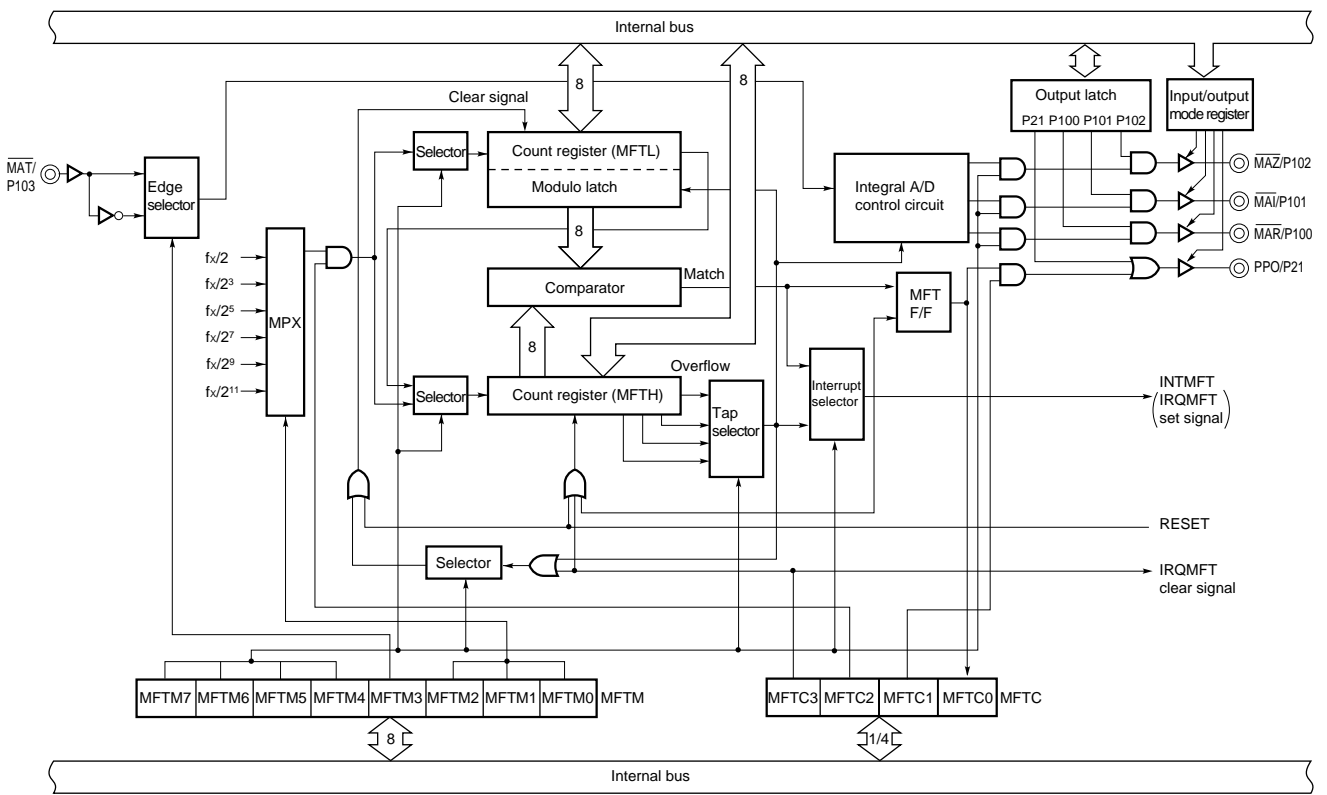 Internal bus
8
8
Clear signal
Output latch
P21 P100 P101 P102
Input/output
mode register
MAT/
P103
Edge
selector
Selector
Count register (MFTL)
Modulo latch
Integral A/D
control circuit
MAZ/P102
MAI/P101
MAR/P100
PPO/P21
8
fX/2
fX/2³
fX/2⁵
fX/2⁷
fX/2⁹
fX/2¹¹
MPX
Comparator
Match
MFT
F/F
8
Overflow
Selector
Count register (MFTH)
Tap
selector
Interrupt
selector
INTMFT
IRQMFT
set signal
RESET
Selector
IRQMFT
clear signal
MFTM7 MFTM6 MFTM5 MFTM4 MFTM3 MFTM2 MFTM1 MFTM0 MFTM
MFTC3 MFTC2 MFTC1 MFTC0 MFTC
8
1/4
Internal bus